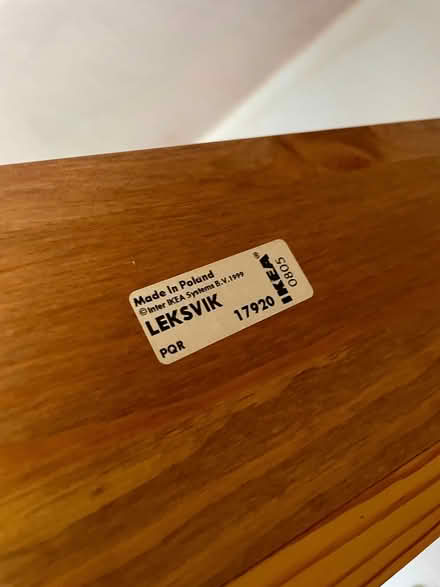 Made in Poland
©Inter IKEA Systems B.V.1999
LEKSVIK
PQR
17920
IKEA®
0805